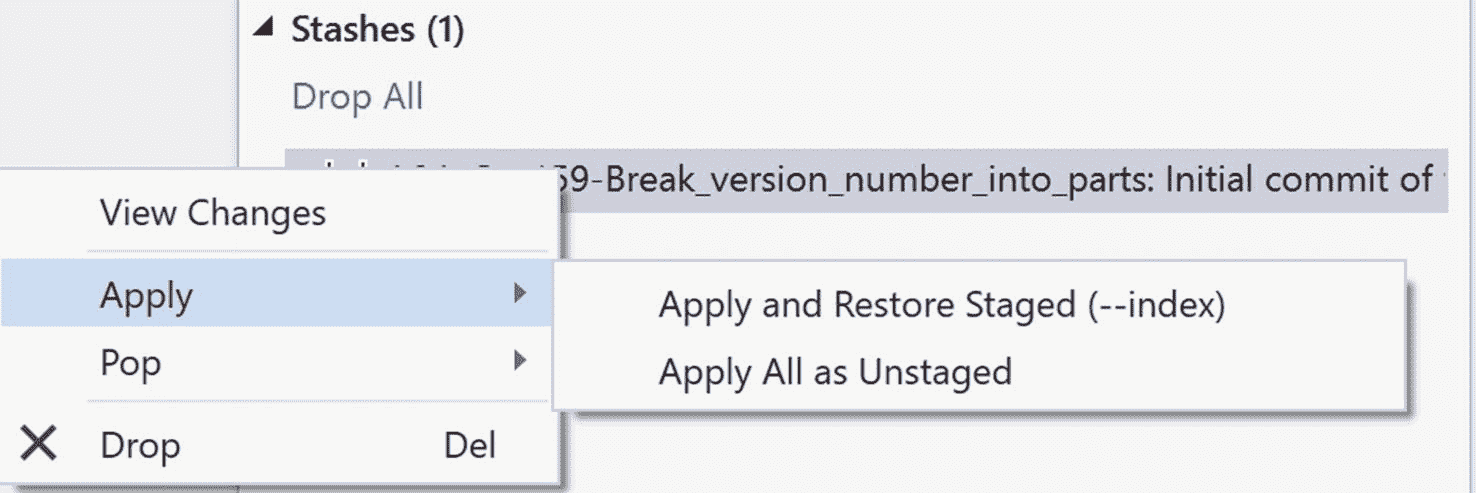 Stashes (1)
Drop All
59-Break_version_number_into_parts: Initial commit of
View Changes
Apply
Apply and Restore Staged (--index)
Apply All as Unstaged
Pop
Drop Del